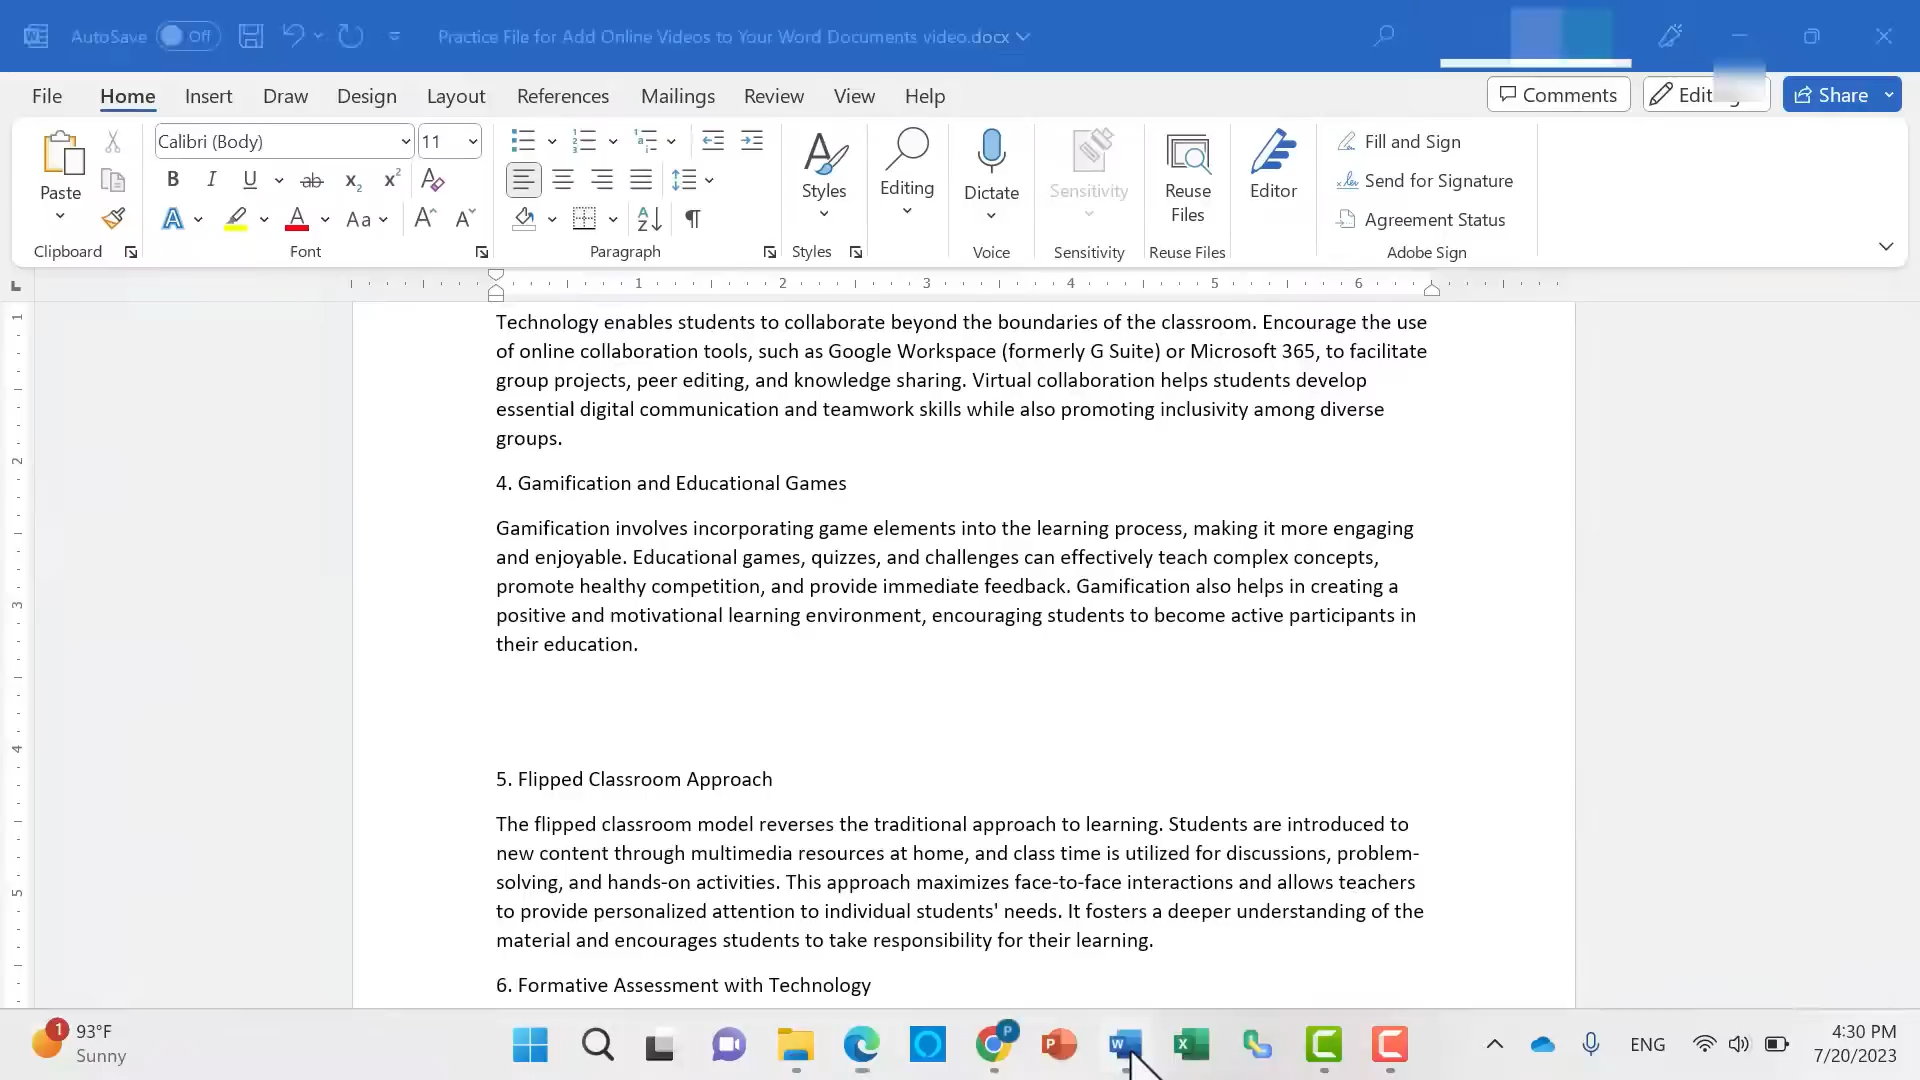 AutoSave Off Practice File for Add Online Videos to Your Word Documents video.docx
File Home Insert Draw Design Layout References Mailings Review View Help Comments Share
Calibri (Body) 11
Paste Styles Editing Dictate Sensitivity Reuse Files Editor
Fill and Sign
Send for Signature
Agreement Status
Clipboard Font Paragraph Styles Voice Sensitivity Reuse Files Adobe Sign
1 2 3 4 5 6
Technology enables students to collaborate beyond the boundaries of the classroom. Encourage the use
of online collaboration tools, such as Google Workspace (formerly G Suite) or Microsoft 365, to facilitate
group projects, peer editing, and knowledge sharing. Virtual collaboration helps students develop
essential digital communication and teamwork skills while also promoting inclusivity among diverse
groups.
4. Gamification and Educational Games
Gamification involves incorporating game elements into the learning process, making it more engaging
and enjoyable. Educational games, quizzes, and challenges can effectively teach complex concepts,
promote healthy competition, and provide immediate feedback. Gamification also helps in creating a
positive and motivational learning environment, encouraging students to become active participants in
their education.
5. Flipped Classroom Approach
The flipped classroom model reverses the traditional approach to learning. Students are introduced to
new content through multimedia resources at home, and class time is utilized for discussions, problem-
solving, and hands-on activities. This approach maximizes face-to-face interactions and allows teachers
to provide personalized attention to individual students' needs. It fosters a deeper understanding of the
material and encourages students to take responsibility for their learning.
6. Formative Assessment with Technology
1 93°F
Sunny
ENG
4:30 PM
7/20/2023